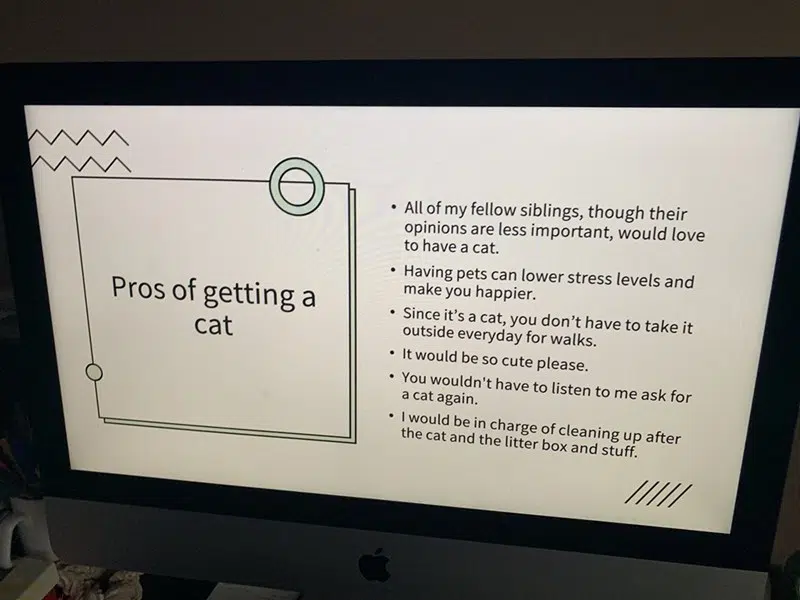 Pros of getting a
cat
• All of my fellow siblings, though their
opinions are less important, would love
to have a cat.
• Having pets can lower stress levels and
make you happier.
• Since it's a cat, you don't have to take it
outside everyday for walks.
• It would be so cute please.
• You wouldn't have to listen to me ask for
a cat again.
• I would be in charge of cleaning up after
the cat and the litter box and stuff.